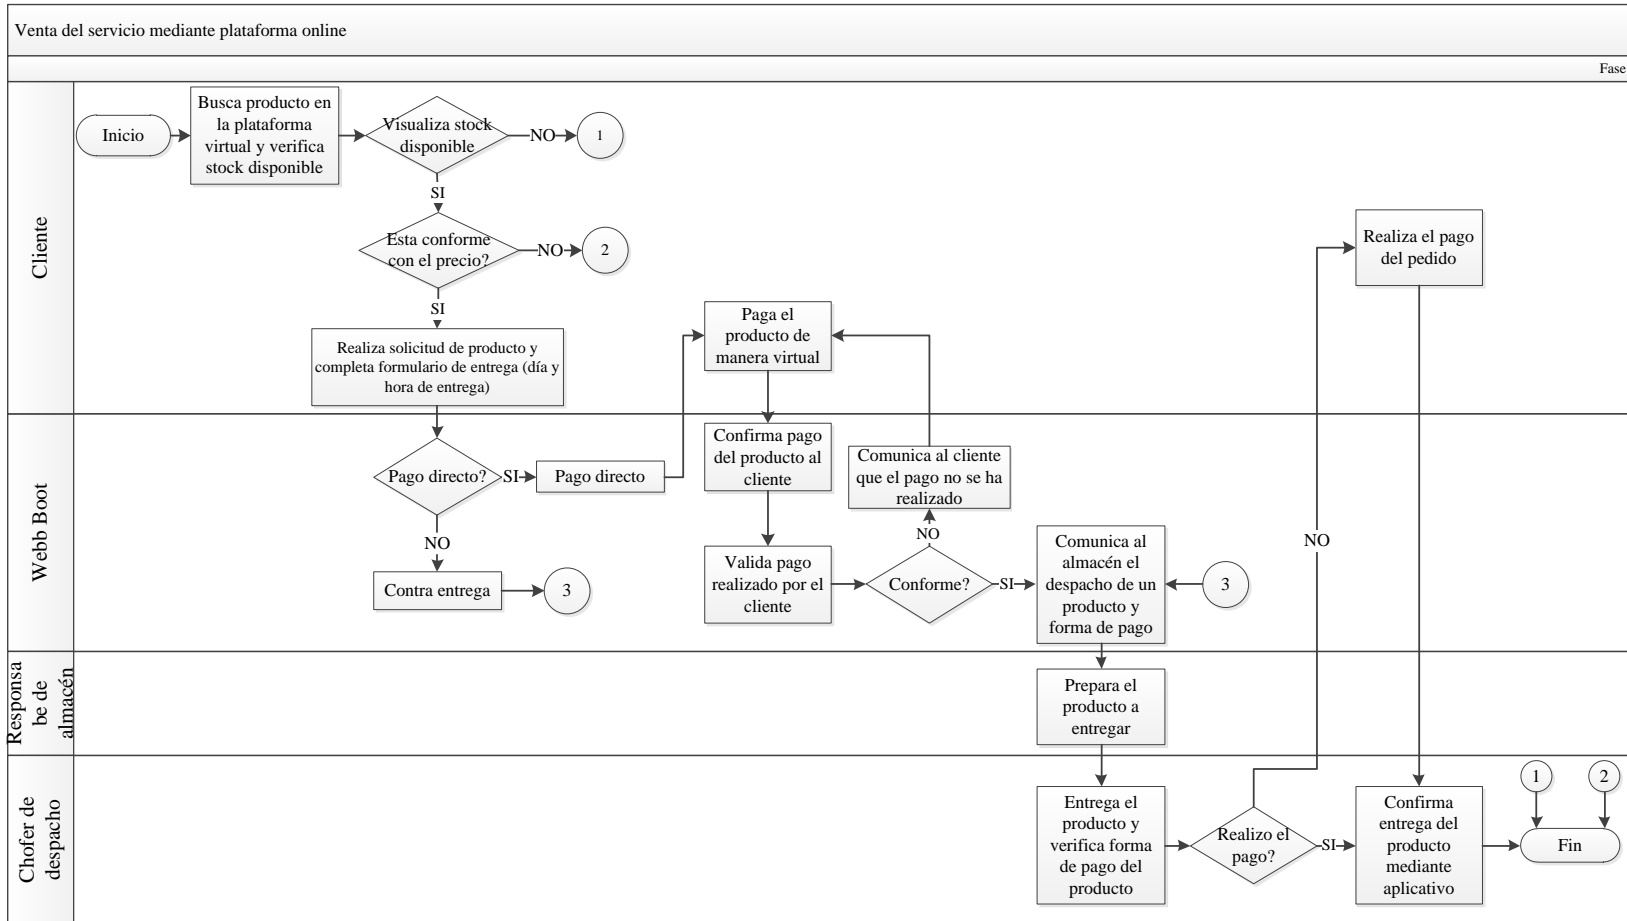 Venta del servicio mediante plataforma online
Fase
Cliente
Inicio
Busca producto en
la plataforma
virtual y verifica
stock disponible
Visualiza stock
disponible
NO
1
SI
Esta conforme
con el precio?
NO
2
SI
Realiza solicitud de producto y
completa formulario de entrega (día y
hora de entrega)
Paga el
producto de
manera virtual
Realiza el pago
del pedido
Webb Boot
Pago directo?
SI
Pago directo
NO
Contra entrega
3
Confirma pago
del producto al
cliente
Valida pago
realizado por el
cliente
Comunica al cliente
que el pago no se ha
realizado
NO
Conforme?
SI
Comunica al
almacén el
despacho de un
producto y
forma de pago
3
NO
Responsa
be de
almacén
Prepara el
producto a
entregar
Chofer de
despacho
Entrega el
producto y
verifica forma
de pago del
producto
Realizo el
pago?
SI
Confirma
entrega del
producto
mediante
aplicativo
1
2
Fin